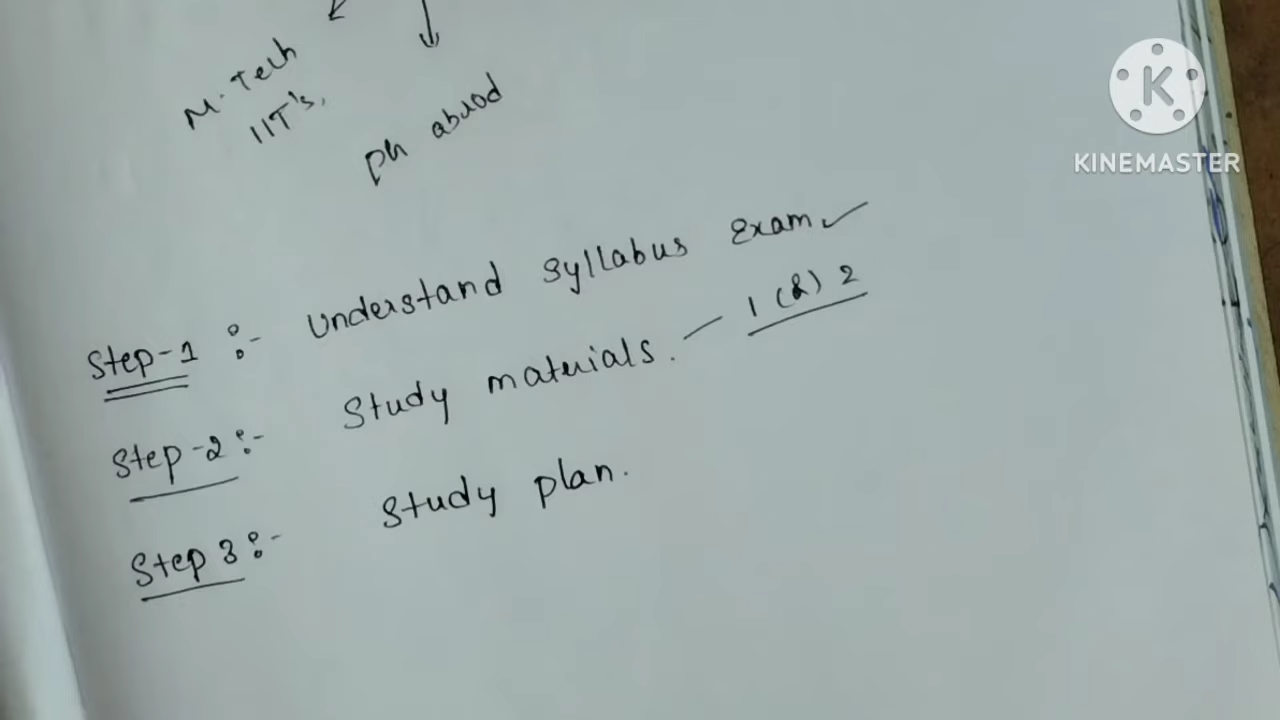 M.Tech
IIT's,
ph abrod
Step-1 :- Understand syllabus Exam ✓
Step-2 :- Study materials. - 1 (&) 2
Step 3 :- Study plan.
K
KINEMASTER